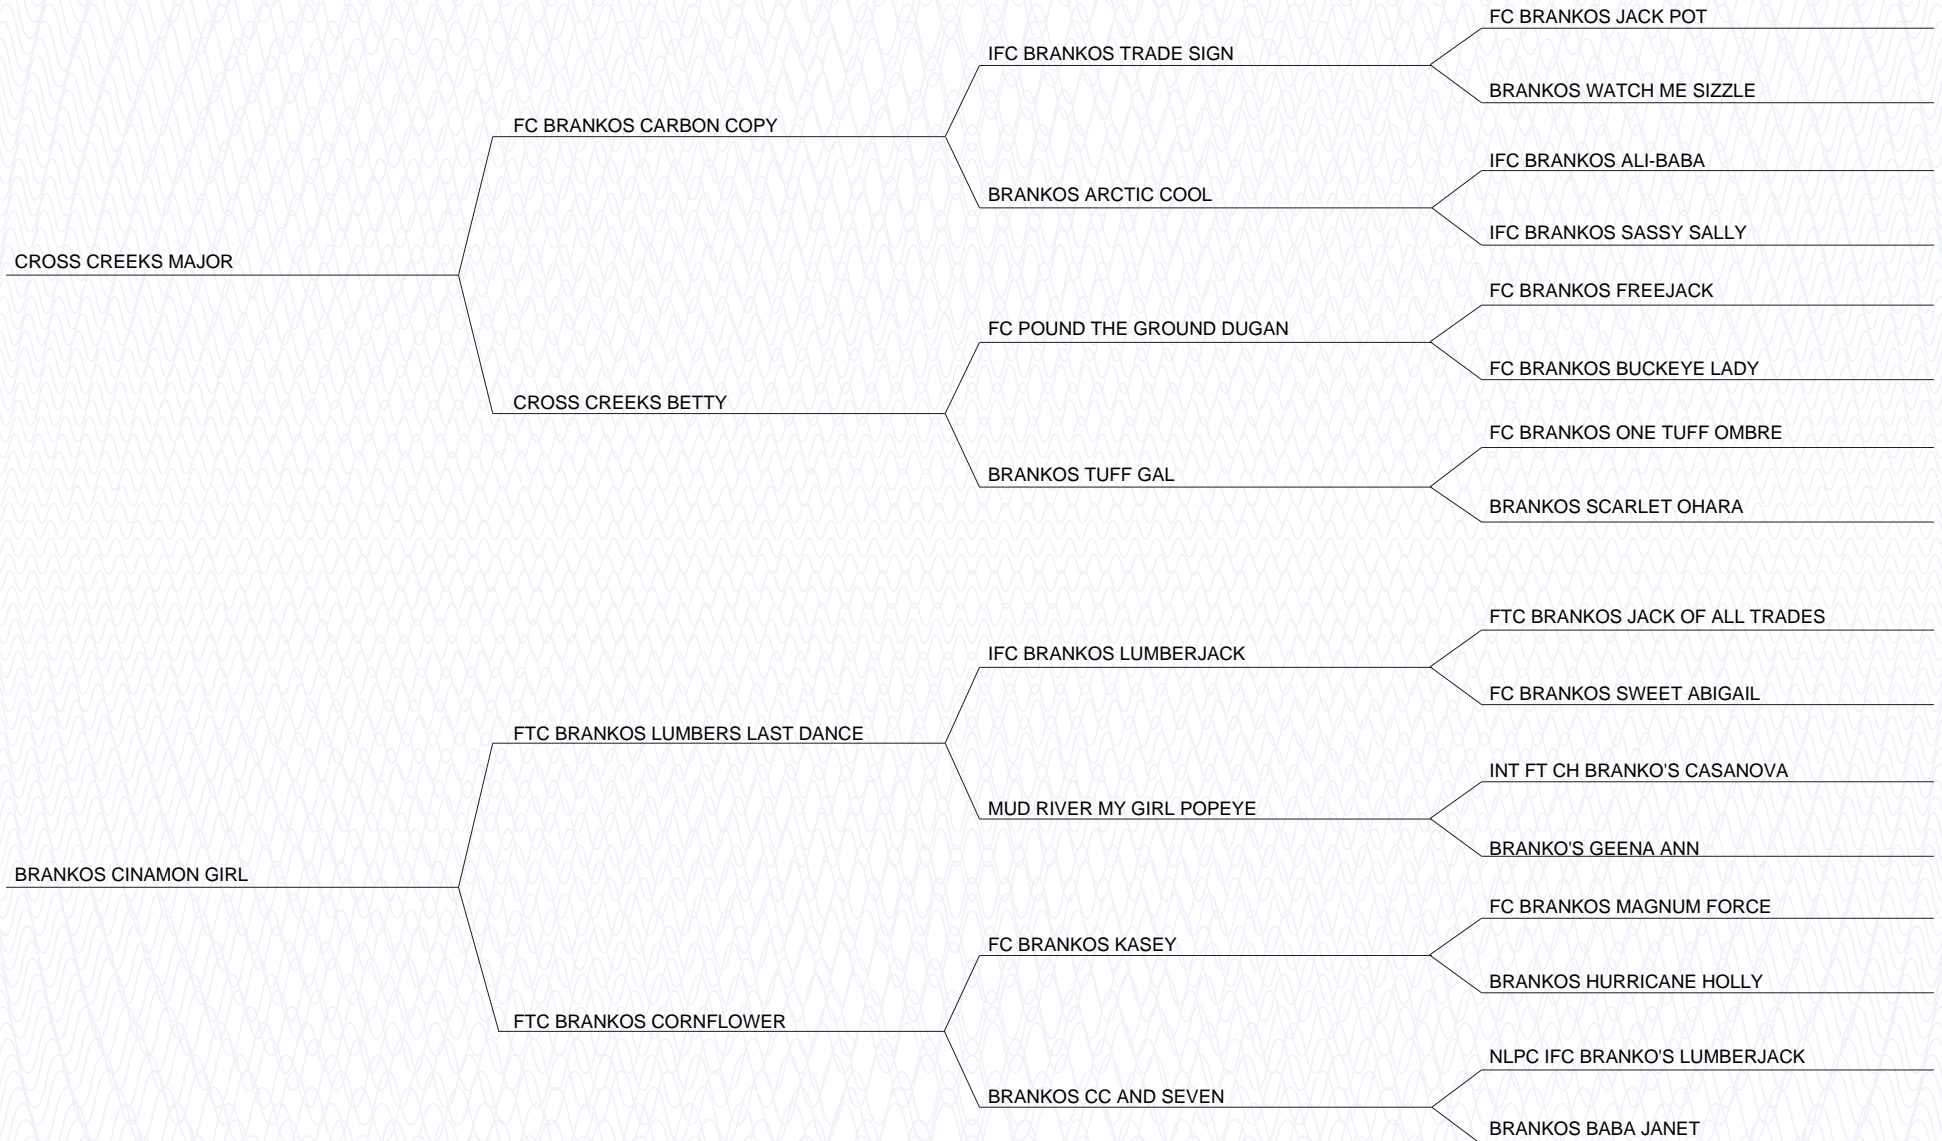 FC BRANKOS JACK POT
IFC BRANKOS TRADE SIGN
BRANKOS WATCH ME SIZZLE
FC BRANKOS CARBON COPY
IFC BRANKOS ALI-BABA
BRANKOS ARCTIC COOL
IFC BRANKOS SASSY SALLY
CROSS CREEKS MAJOR
FC BRANKOS FREEJACK
FC POUND THE GROUND DUGAN
FC BRANKOS BUCKEYE LADY
CROSS CREEKS BETTY
FC BRANKOS ONE TUFF OMBRE
BRANKOS TUFF GAL
BRANKOS SCARLET OHARA
FTC BRANKOS JACK OF ALL TRADES
IFC BRANKOS LUMBERJACK
FC BRANKOS SWEET ABIGAIL
FTC BRANKOS LUMBERS LAST DANCE
INT FT CH BRANKO'S CASANOVA
MUD RIVER MY GIRL POPEYE
BRANKO'S GEENA ANN
BRANKOS CINAMON GIRL
FC BRANKOS MAGNUM FORCE
FC BRANKOS KASEY
BRANKOS HURRICANE HOLLY
FTC BRANKOS CORNFLOWER
NLPC IFC BRANKO'S LUMBERJACK
BRANKOS CC AND SEVEN
BRANKOS BABA JANET